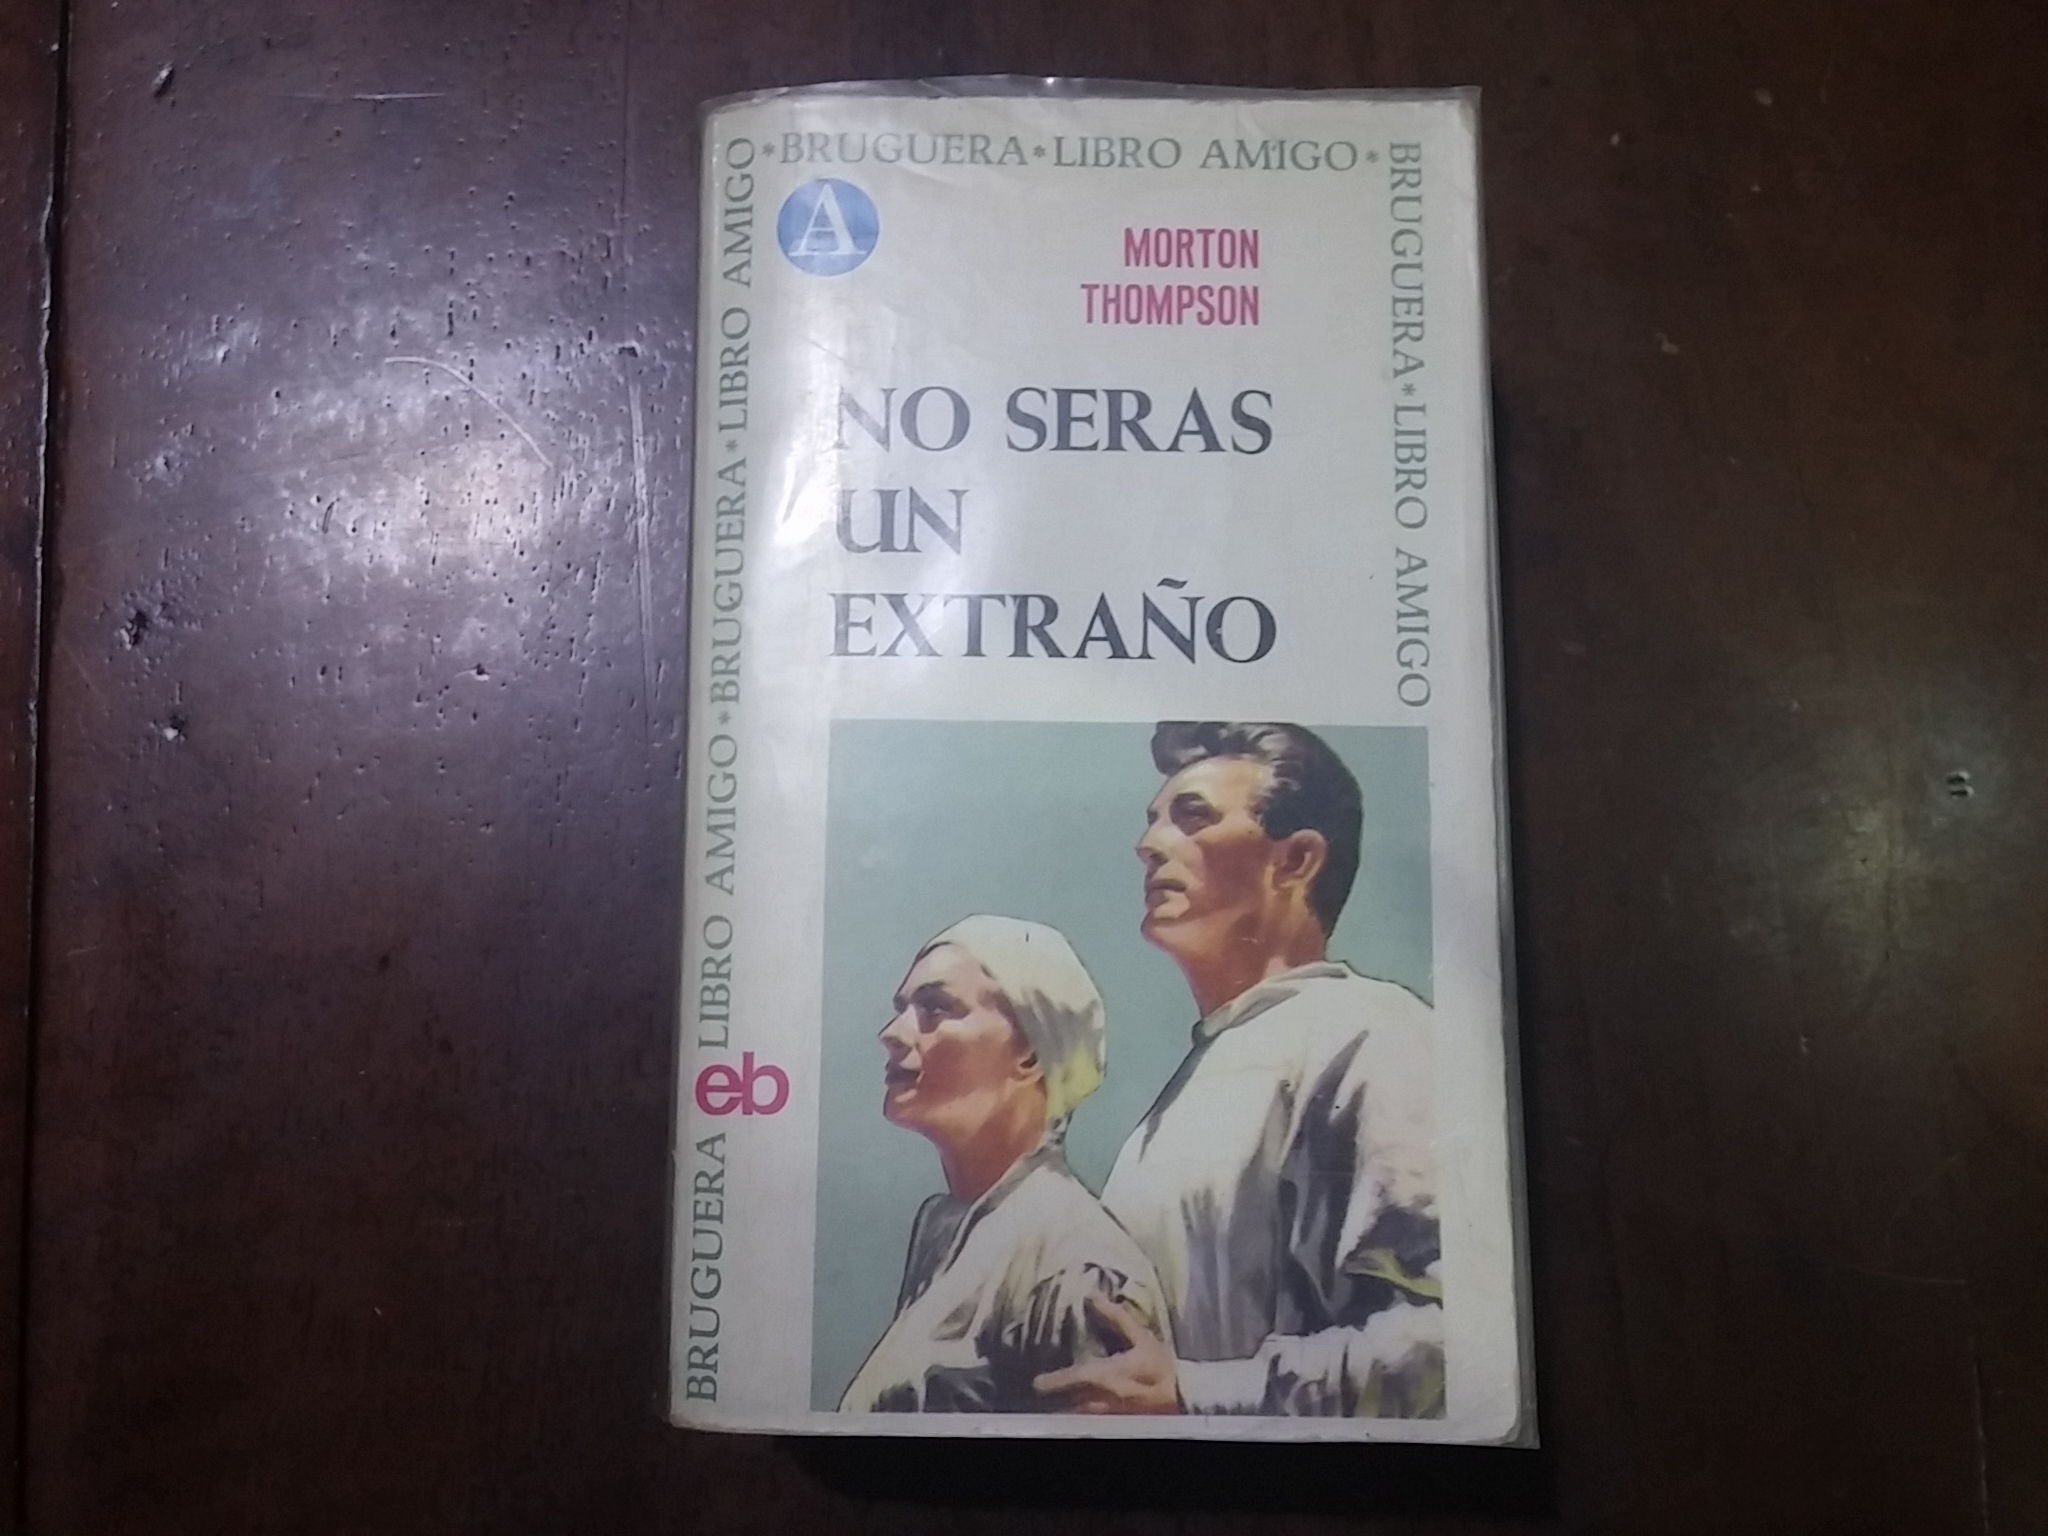 *BRUGUERA*LIBRO AMIGO*
BRUGUERA*LIBRO AMIGO
BRUGUERA LIBRO AMIGO*BRUGUERA*LIBRO AMIGO
A
MORTON
THOMPSON
NO SERAS
UN
EXTRAÑO
eb